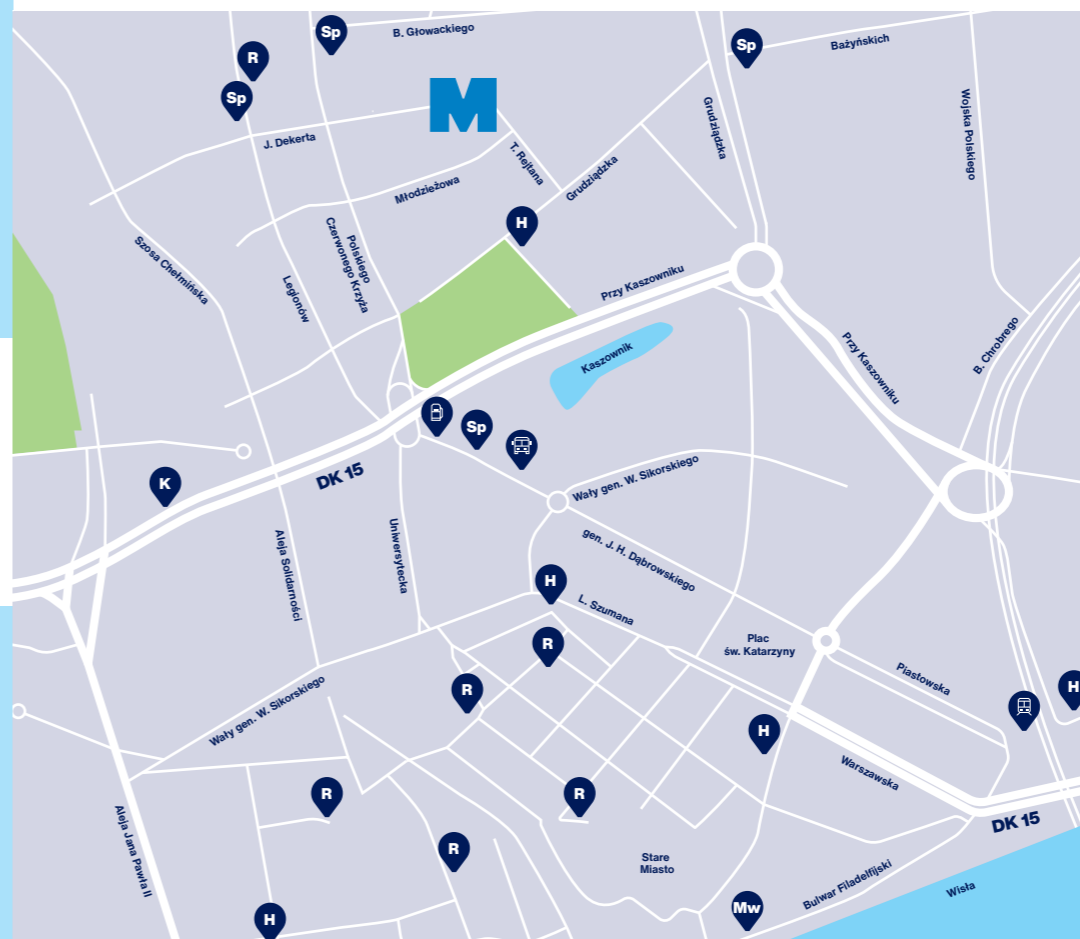 Sp
B. Głowackiego
R
Sp
Bażyńskich
Sp
M
J. Dekerta
Grudziądzka
Wojska Polskiego
T. Rejtana
Młodzieżowa
Grudziądzka
H
Szosa Chełmińska
Legionów
Polskiego
Czerwonego Krzyża
Przy Kaszowniku
Kaszownik
Przy Kaszowniku
B. Chrobrego
Sp
K
DK 15
Wały gen. W. Sikorskiego
Aleja Solidarności
Uniwersytecka
gen. J. H. Dąbrowskiego
H
L. Szumana
R
Plac
św. Katarzyny
Piastowska
R
H
Wały gen. W. Sikorskiego
H
Warszawska
R
R
DK 15
Aleja Jana Pawła II
R
Stare
Miasto
Bulwar Filadelfijski
Wisła
Mw
H